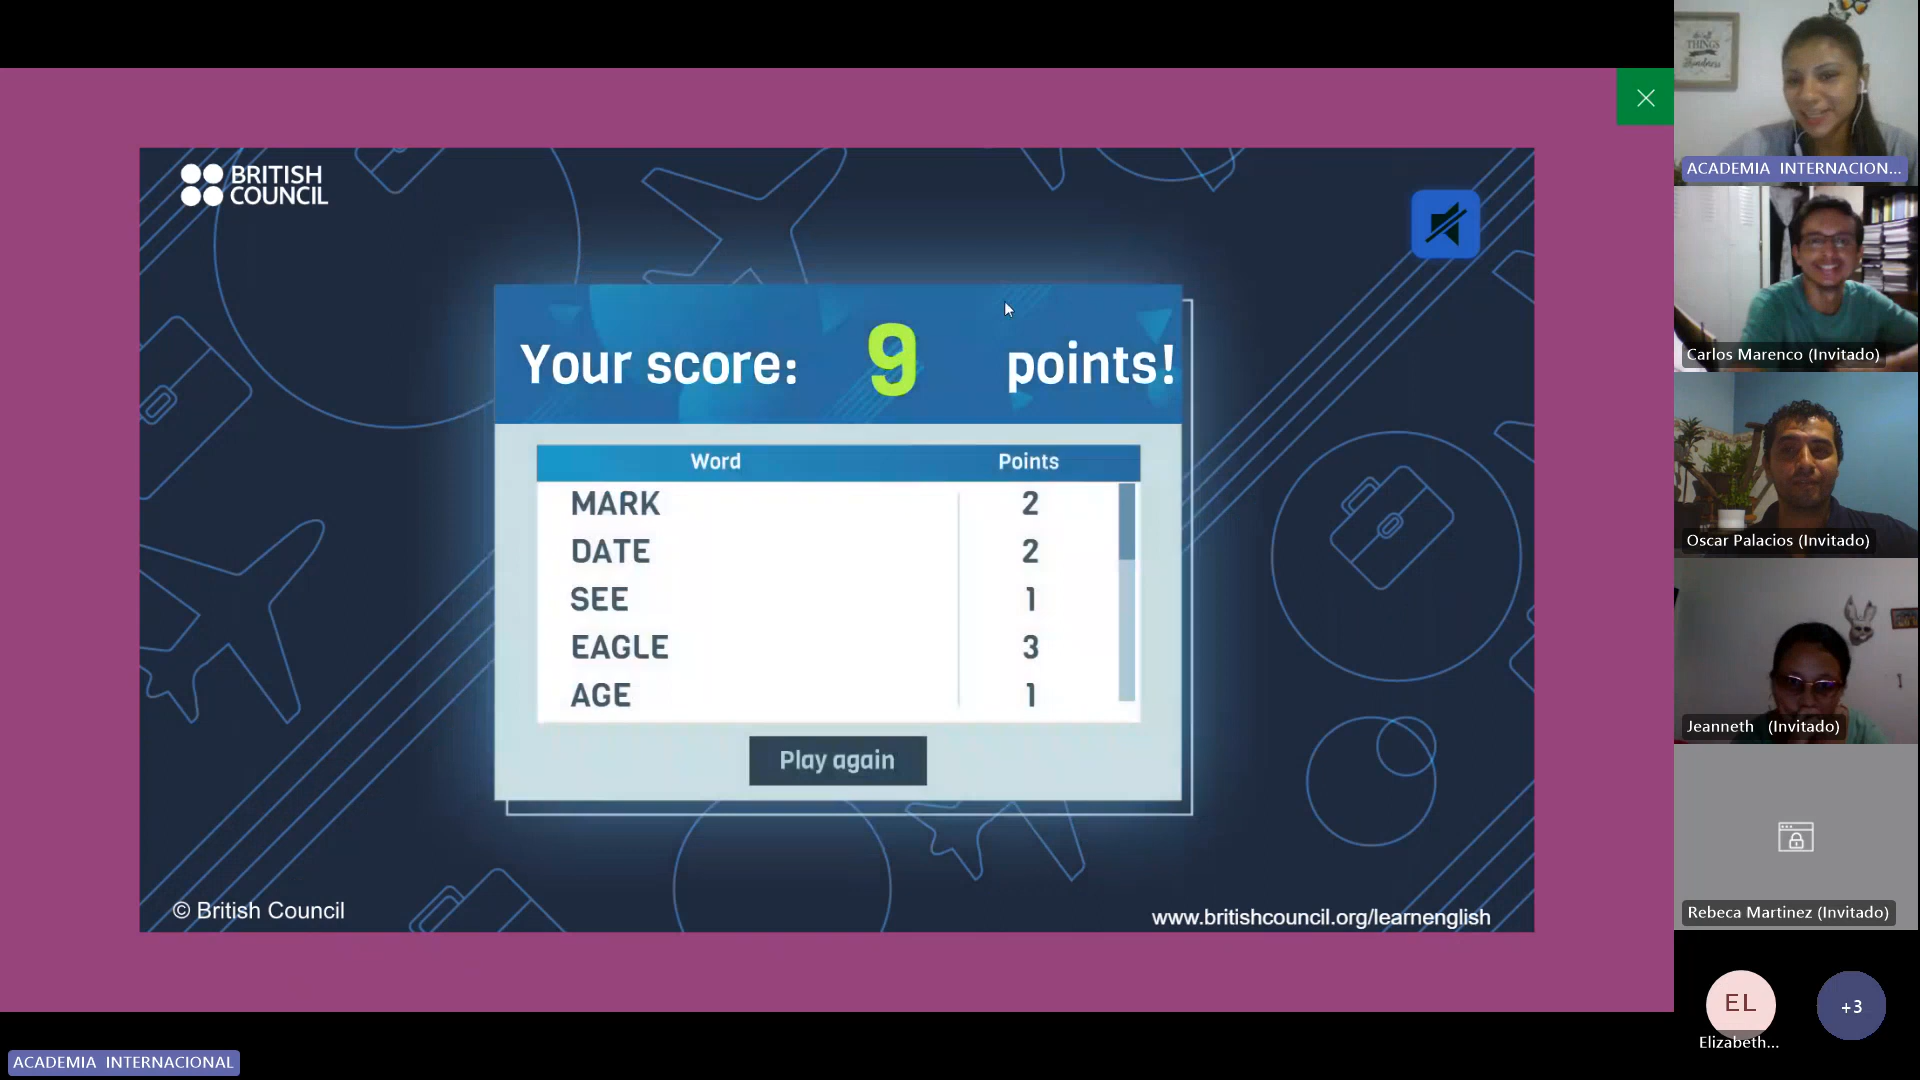 BRITISH
COUNCIL
Your score: 9 points!
Word Points
MARK 2
DATE 2
SEE 1
EAGLE 3
AGE 1
Play again
© British Council
www.britishcouncil.org/learnenglish
ACADEMIA INTERNACIONAL
THINGS
ACADEMIA INTERNACION...
Carlos Marenco (Invitado)
Oscar Palacios (Invitado)
Jeanneth (Invitado)
Rebeca Martinez (Invitado)
EL
Elizabeth...
+3